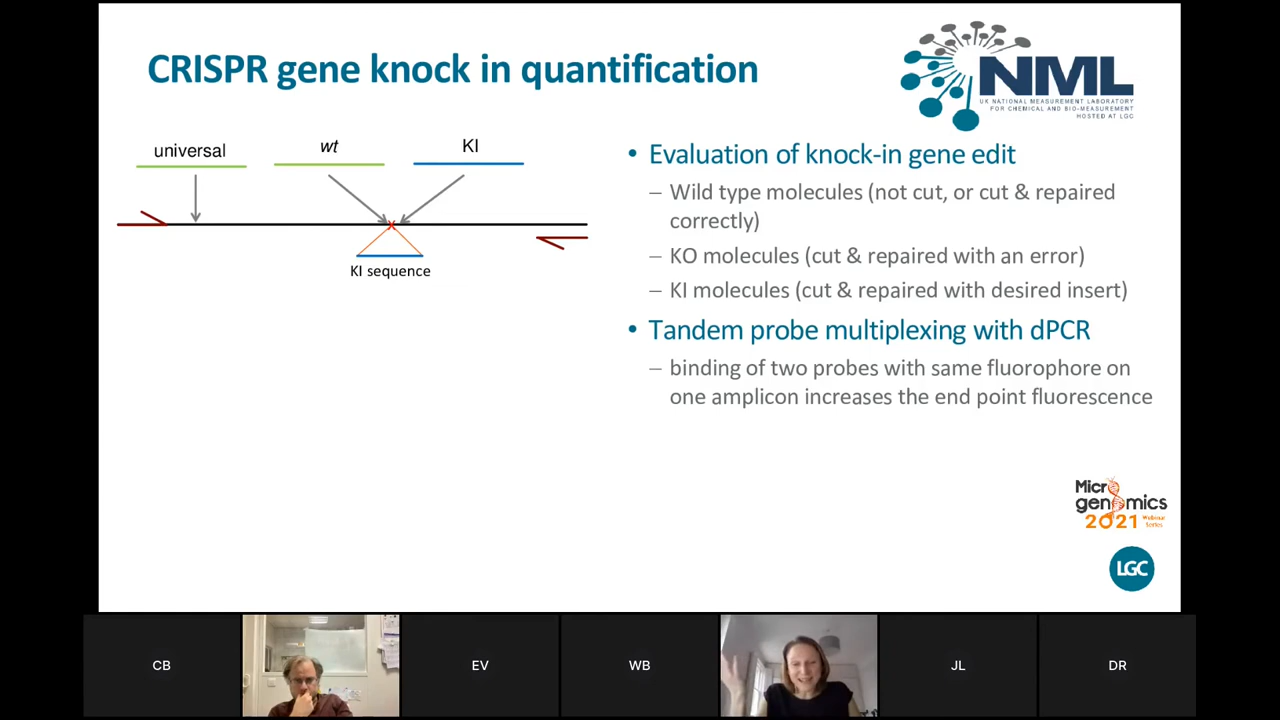 CRISPR gene knock in quantification
NML
UK NATIONAL MEASUREMENT LABORATORY
FOR CHEMICAL AND BIO-MEASUREMENT
HOSTED AT LGC
universal
wt
KI
KI sequence
• Evaluation of knock-in gene edit
– Wild type molecules (not cut, or cut & repaired
correctly)
– KO molecules (cut & repaired with an error)
– KI molecules (cut & repaired with desired insert)
• Tandem probe multiplexing with dPCR
– binding of two probes with same fluorophore on
one amplicon increases the end point fluorescence
Micro
genomics
2021 Webinar
Series
LGC
CB
EV
WB
JL
DR